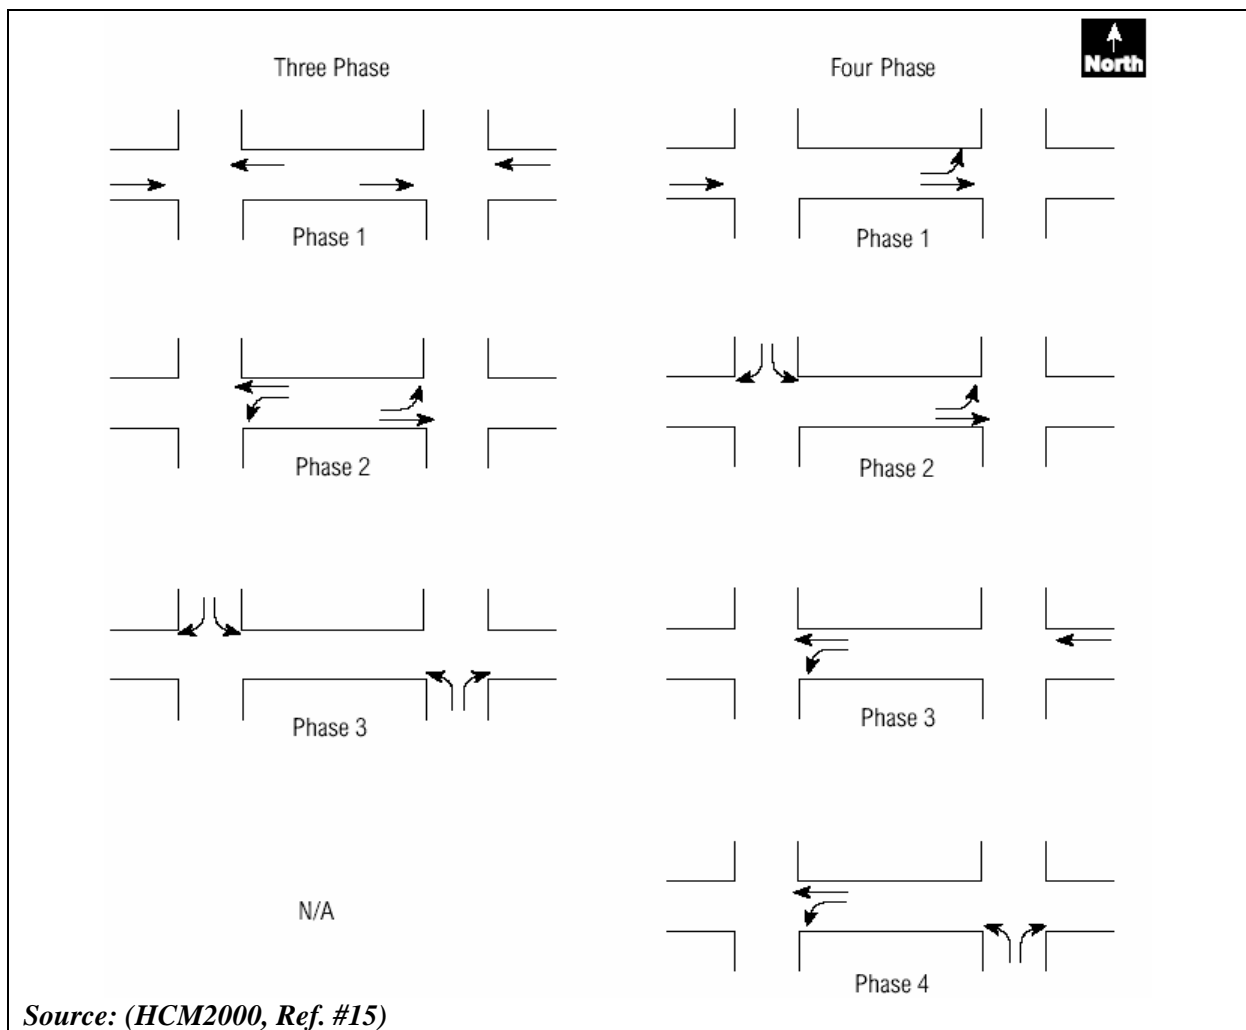 North
Three Phase
Four Phase
Phase 1
Phase 1
Phase 2
Phase 2
Phase 3
Phase 3
N/A
Phase 4
Source: (HCM2000, Ref. #15)